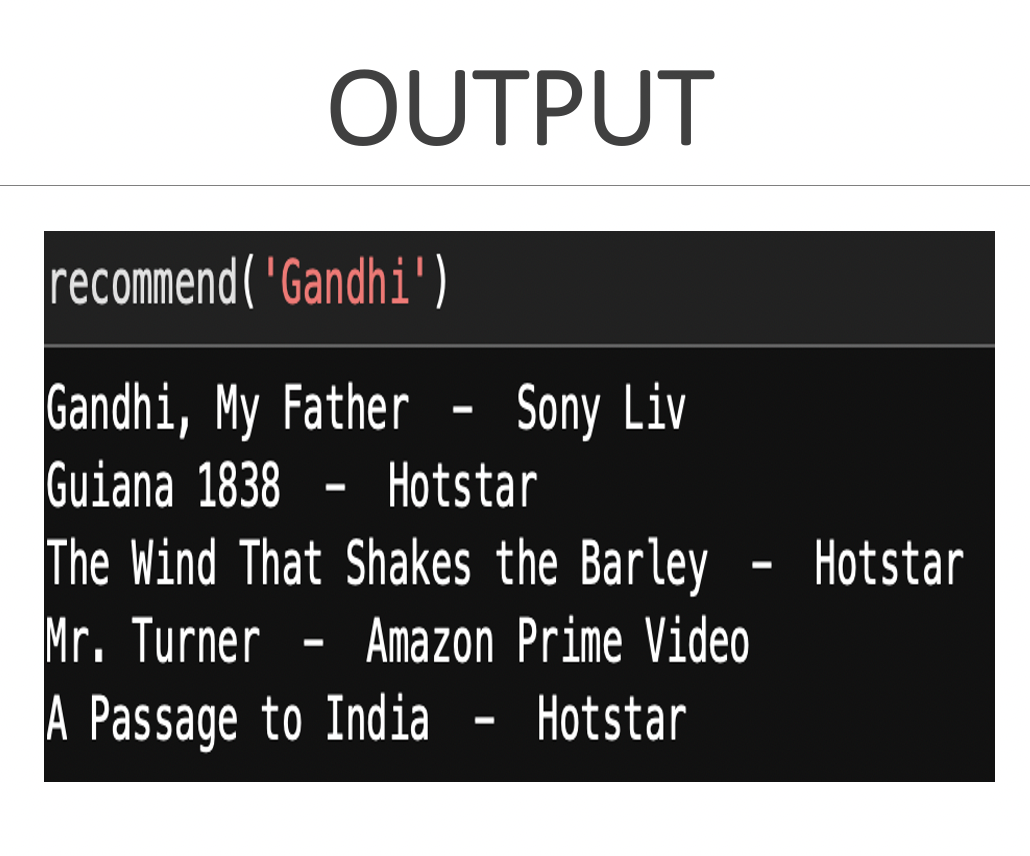 OUTPUT
recommend('Gandhi')
Gandhi, My Father  -  Sony Liv
Guiana 1838  -  Hotstar
The Wind That Shakes the Barley  -  Hotstar
Mr. Turner  -  Amazon Prime Video
A Passage to India  -  Hotstar